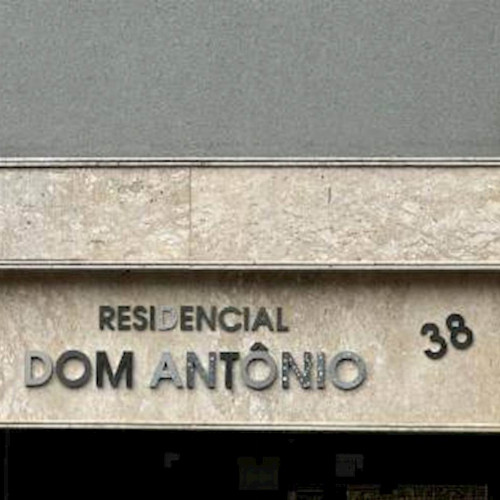 RESIDENCIAL
DOM ANTÔNIO
38